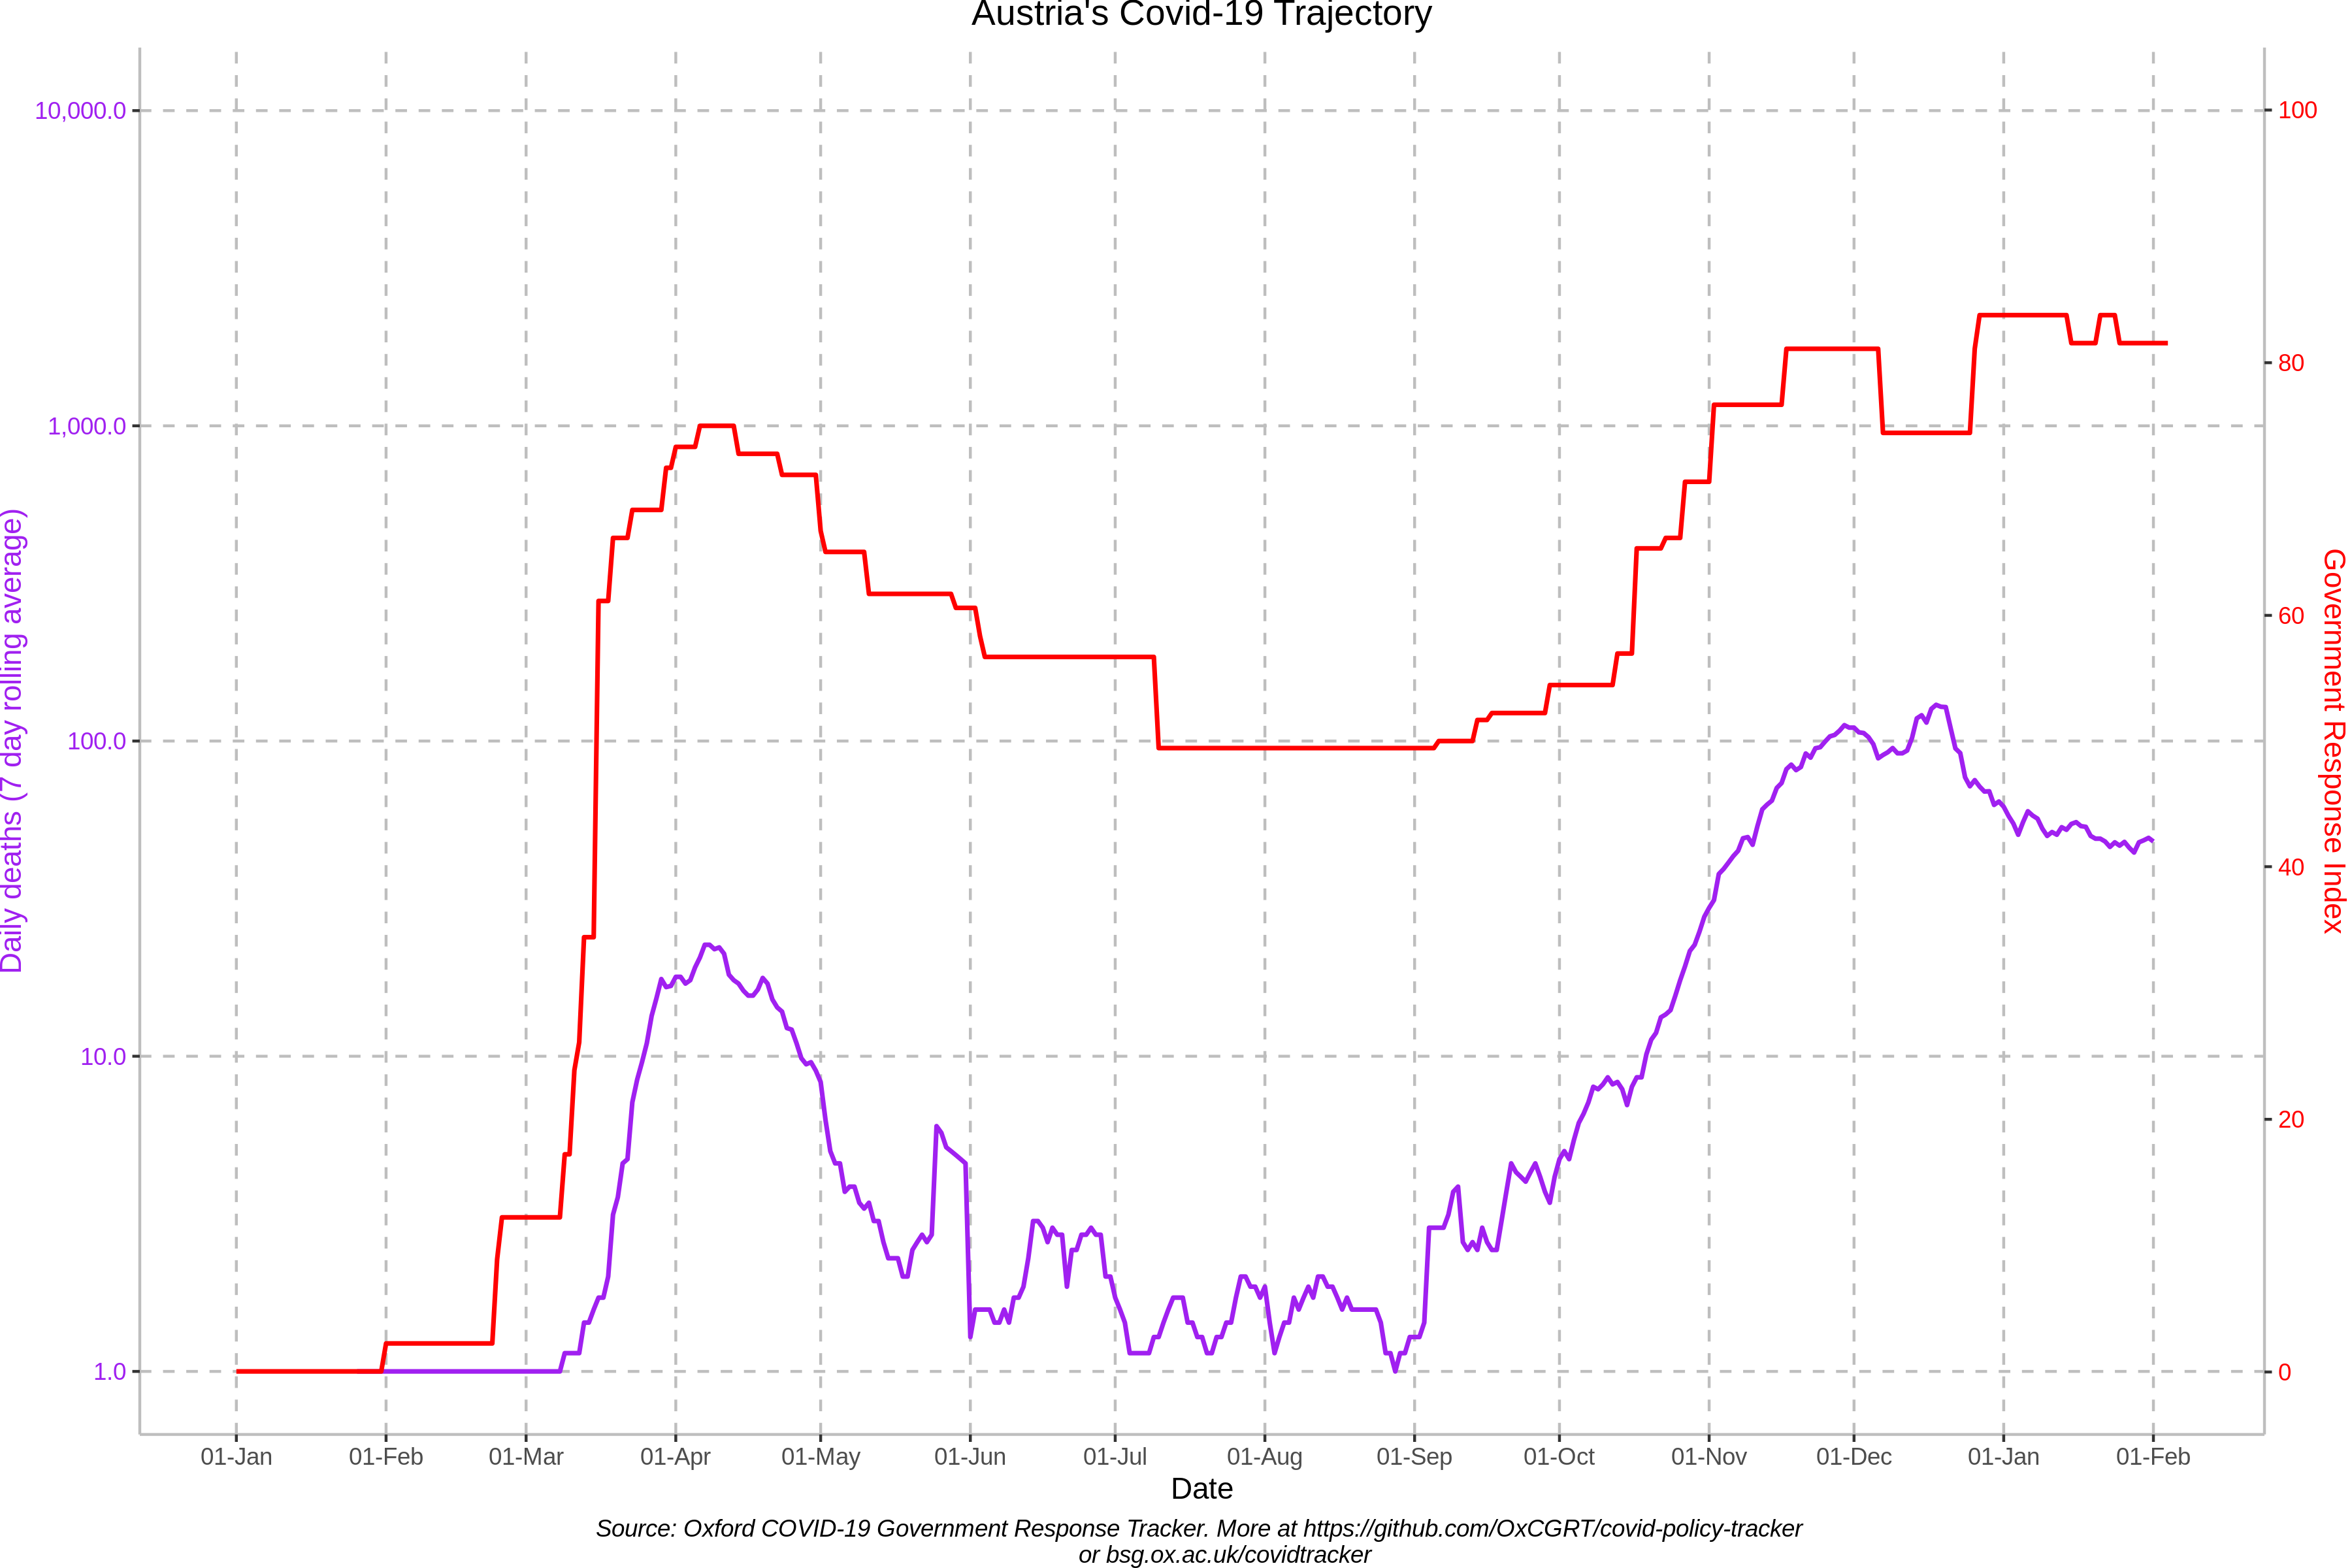 Austria's Covid-19 Trajectory
10,000.0
1,000.0
100.0
10.0
1.0
Daily deaths (7 day rolling average)
100
80
60
40
20
0
Government Response Index
01-Jan 01-Feb 01-Mar 01-Apr 01-May 01-Jun 01-Jul 01-Aug 01-Sep 01-Oct 01-Nov 01-Dec 01-Jan 01-Feb
Date
Source: Oxford COVID-19 Government Response Tracker. More at https://github.com/OxCGRT/covid-policy-tracker
or bsg.ox.ac.uk/covidtracker